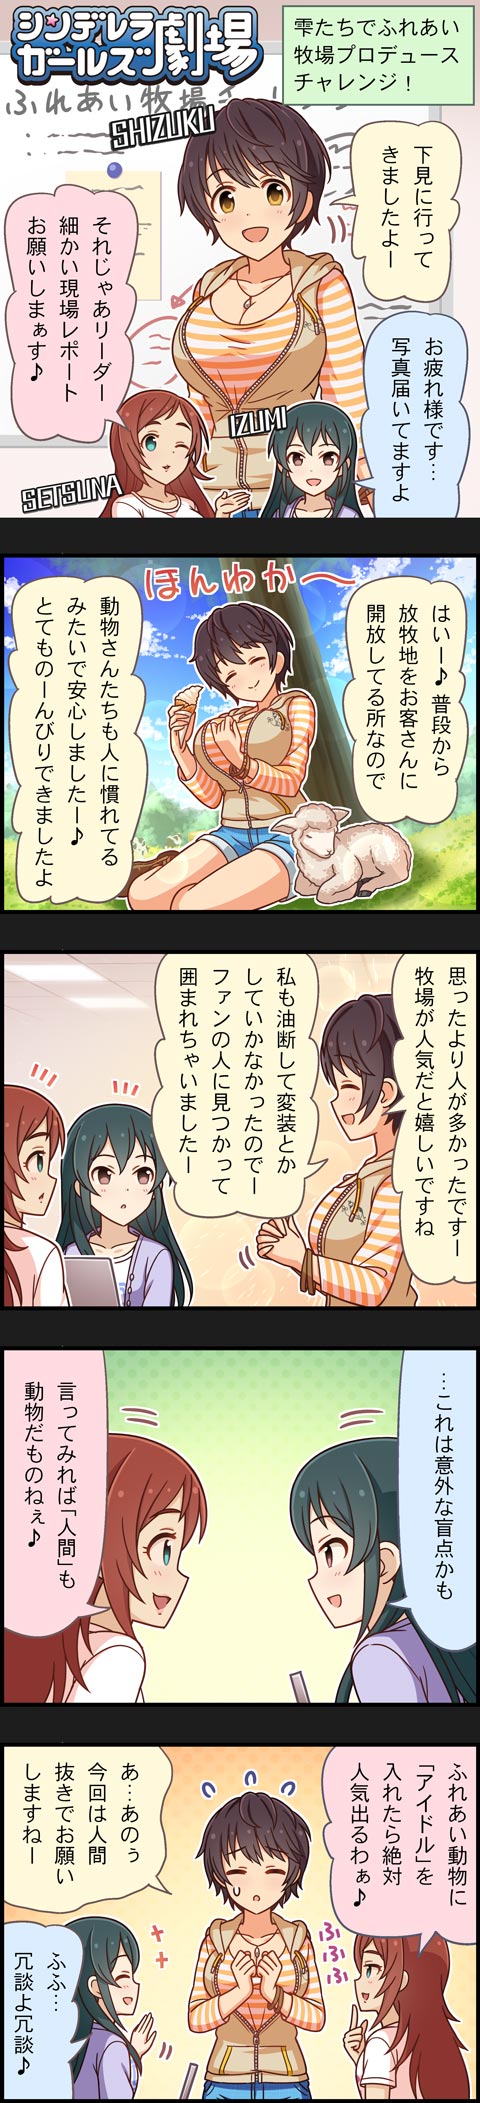 シンデレラ
ガールズ劇場
雫たちでふれあい
牧場プロデュース
チャレンジ！
ふれあい牧場
SHIZUKU
下見に行って
きましたよー
それじゃあリーダー
細かい現場レポート
お願いしまぁす♪
お疲れ様です…
写真届いてますよ
IZUMI
SETSUNA
ほんわか〜
はいー♪普段から
放牧地をお客さんに
開放してる所なので
動物さんたちも人に慣れてる
みたいで安心しましたー♪
とてものーんびりできましたよ
思ったより人が多かったですー
牧場が人気だと嬉しいですね
私も油断して変装とか
していかなかったのでー
ファンの人に見つかって
囲まれちゃいましたー
…これは意外な盲点かも
言ってみれば「人間」も
動物だものねぇ♪
ふれあい動物に
「アイドル」を
入れたら絶対
人気出るわぁ♪
ふふふ
あ…あのぅ
今回は人間
抜きでお願い
しますねー
ふふ…
冗談よ冗談♪